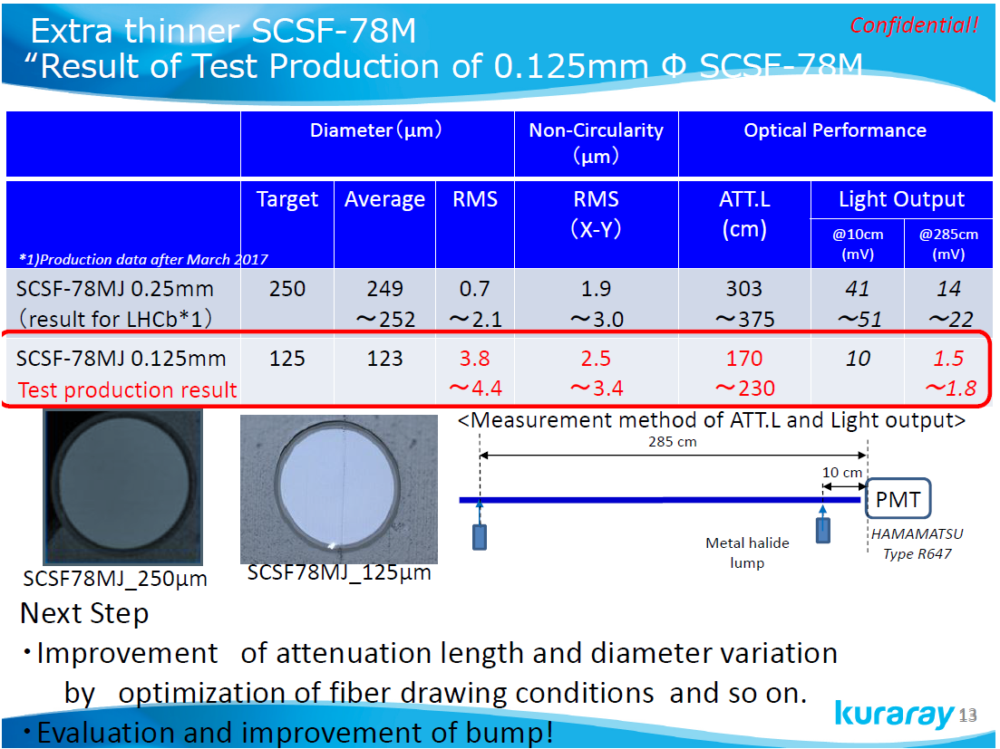 Extra thinner SCSF-78M
Confidential!
“Result of Test Production of 0.125mm Φ SCSF-78M
Diameter（μm）
Non-Circularity
（μm）
Optical Performance
Target
Average
RMS
RMS
（X-Y）
ATT.L
(cm)
Light Output
@10cm
(mV)
@285cm
(mV)
*1)Production data after March 2017
SCSF-78MJ 0.25mm
（result for LHCb*1）
250
249
～252
0.7
～2.1
1.9
～3.0
303
～375
41
～51
14
～22
SCSF-78MJ 0.125mm
Test production result
125
123
3.8
～4.4
2.5
～3.4
170
～230
10
1.5
～1.8
<Measurement method of ATT.L and Light output>
285 cm
10 cm
PMT
HAMAMATSU
Type R647
Metal halide
lump
SCSF78MJ_250μm
SCSF78MJ_125μm
Next Step
・Improvement of attenuation length and diameter variation
by optimization of fiber drawing conditions and so on.
・Evaluation and improvement of bump!
kuraray
13